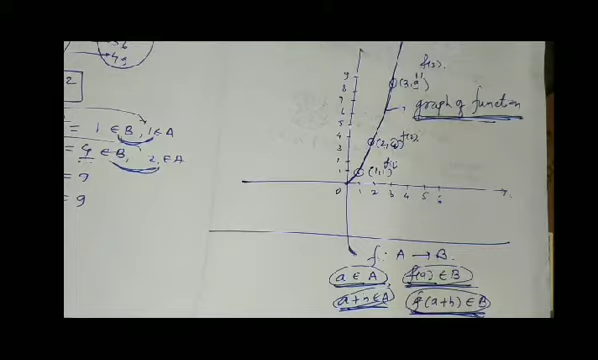 49
2
= 1 ∈ B, 1 ∈ A
= 4 ∈ B, 2 ∈ A
= 9
f(3)
9
8
7
6
5
4
3
2
1
(3,9)
graph of function
(2,4) f(2)
(1,1) f(1)
0 1 2 3 4 5 6
f: A → B.
a ∈ A, f(a) ∈ B
a+h ∈ A f(a+h) ∈ B